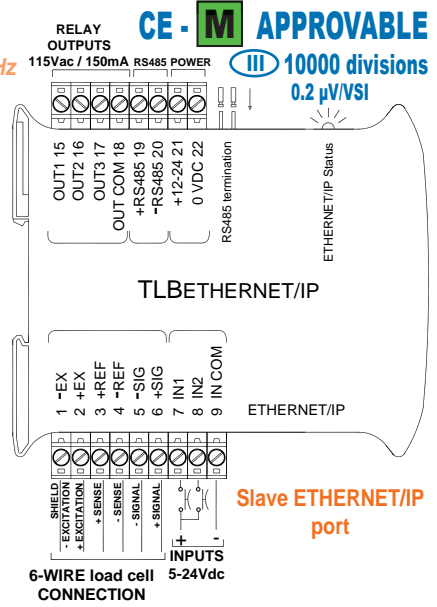 CE - M APPROVABLE
III 10000 divisions
0.2 µV/VSI
Hz
RELAY
OUTPUTS
115Vac / 150mA
RS485
POWER
OUT1 15
OUT2 16
OUT3 17
OUT COM 18
+RS485 19
-RS485 20
+12-24 21
0 VDC 22
RS485 termination
ETHERNET/IP Status
TLBETHERNET/IP
1 -EX
2 +EX
3 +REF
4 -REF
5 -SIG
6 +SIG
7 IN1
8 IN2
9 IN COM
ETHERNET/IP
SHIELD
- EXCITATION
+ EXCITATION
+ SENSE
- SENSE
- SIGNAL
+ SIGNAL
+ -
INPUTS
5-24Vdc
6-WIRE load cell
CONNECTION
Slave ETHERNET/IP
port